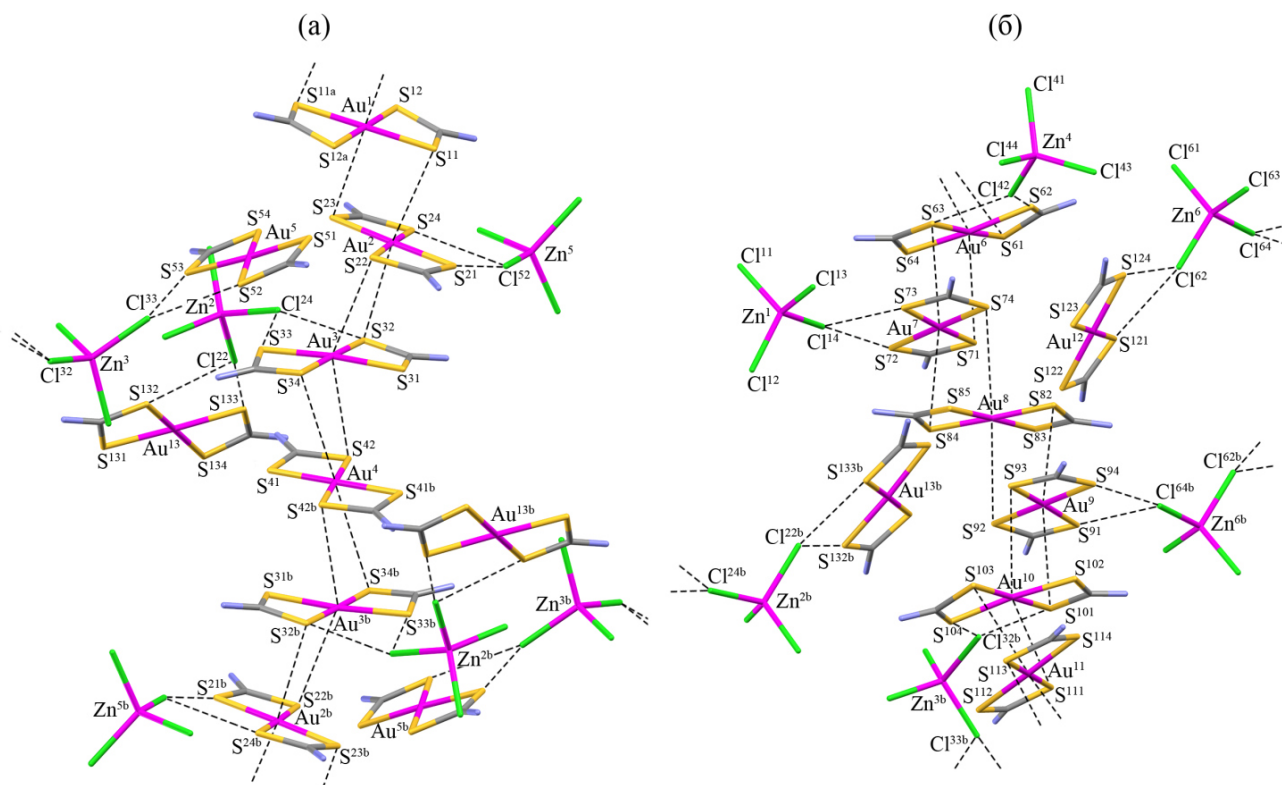 (а)
S11a
Au1
S12
S12a
S11
S23
S24
Au2
S22
S21
Cl52
Zn5
S54
Au5
S51
S53
S52
Cl33
Zn2
Cl24
S33
S32
Au3
Zn3
Cl32
Cl22
S34
S31
S132
S133
S131
Au13
S134
S42
S41
Au4
S41b
S42b
Au13b
S31b
S34b
Au3b
S32b
S33b
Zn3b
Zn2b
S21b
S22b
Zn5b
Au2b
S24b
S23b
Au5b
(б)
Cl41
Cl44
Zn4
Cl43
Cl42
S62
S63
Au6
S64
S61
Cl61
Cl63
Zn6
Cl64
Cl62
Cl11
Cl13
Zn1
Cl14
Cl12
S73
S74
Au7
S72
S71
S124
S123
Au12
S121
S122
S85
Au8
S82
S84
S83
S133b
Au13b
S93
S94
Au9
S92
S91
Cl62b
Cl64b
Zn6b
Cl22b
S132b
Cl24b
Zn2b
S103
Au10
S102
S104
S101
Cl32b
S114
S113
Au11
S112
S111
Zn3b
Cl33b